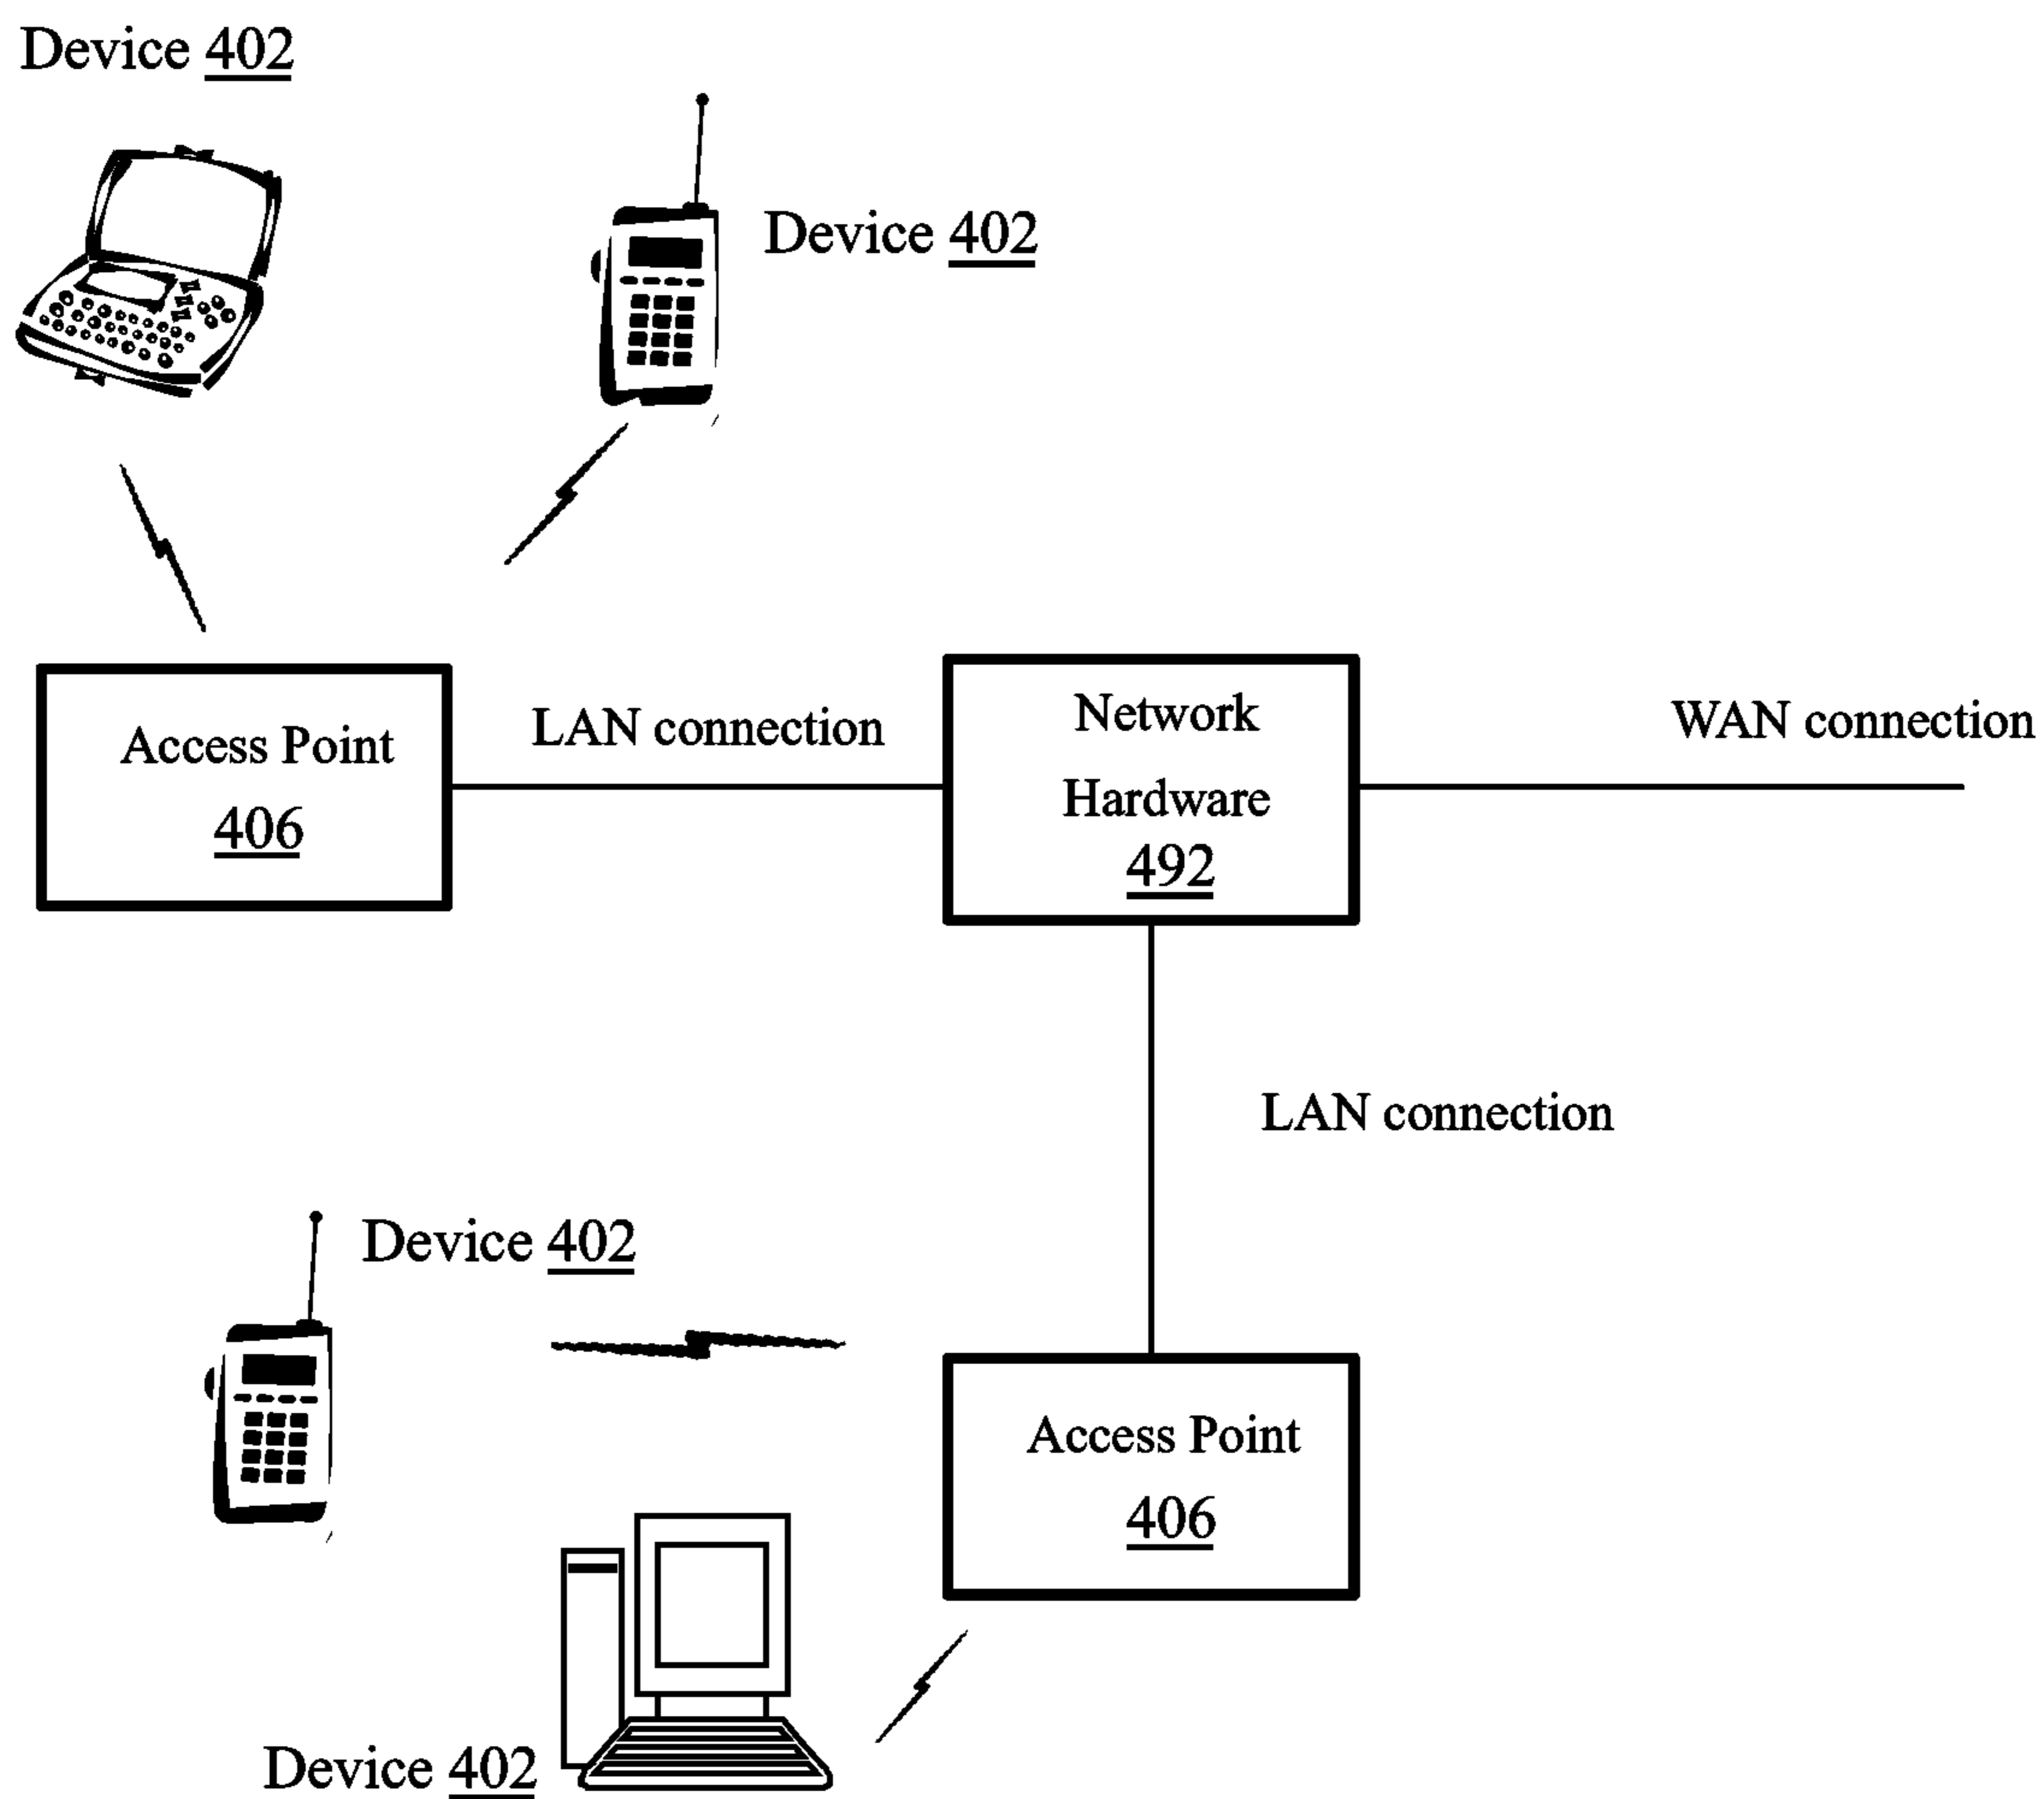 Device 402
Device 402
Access Point
406
LAN connection
Network
Hardware
492
WAN connection
LAN connection
Device 402
Access Point
406
Device 402